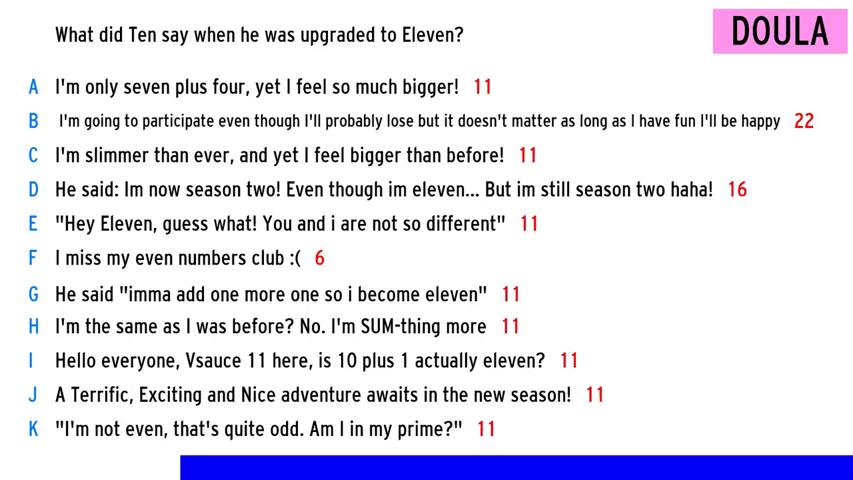 What did Ten say when he was upgraded to Eleven?
DOULA
A I'm only seven plus four, yet I feel so much bigger! 11
B I'm going to participate even though I'll probably lose but it doesn't matter as long as I have fun I'll be happy 22
C I'm slimmer than ever, and yet I feel bigger than before! 11
D He said: Im now season two! Even though im eleven... But im still season two haha! 16
E "Hey Eleven, guess what! You and i are not so different" 11
F I miss my even numbers club :( 6
G He said "imma add one more one so i become eleven" 11
H I'm the same as I was before? No. I'm SUM-thing more 11
I Hello everyone, Vsauce 11 here, is 10 plus 1 actually eleven? 11
J A Terrific, Exciting and Nice adventure awaits in the new season! 11
K "I'm not even, that's quite odd. Am I in my prime?" 11